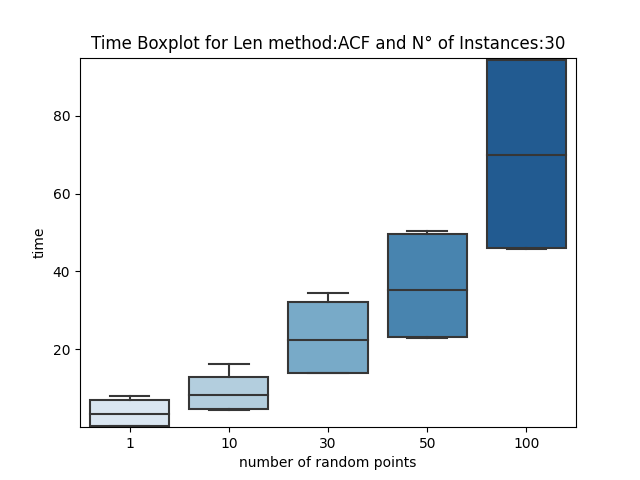 Time Boxplot for Len method:ACF and N° of Instances:30
80
60
40
20
time
1 10 30 50 100
number of random points